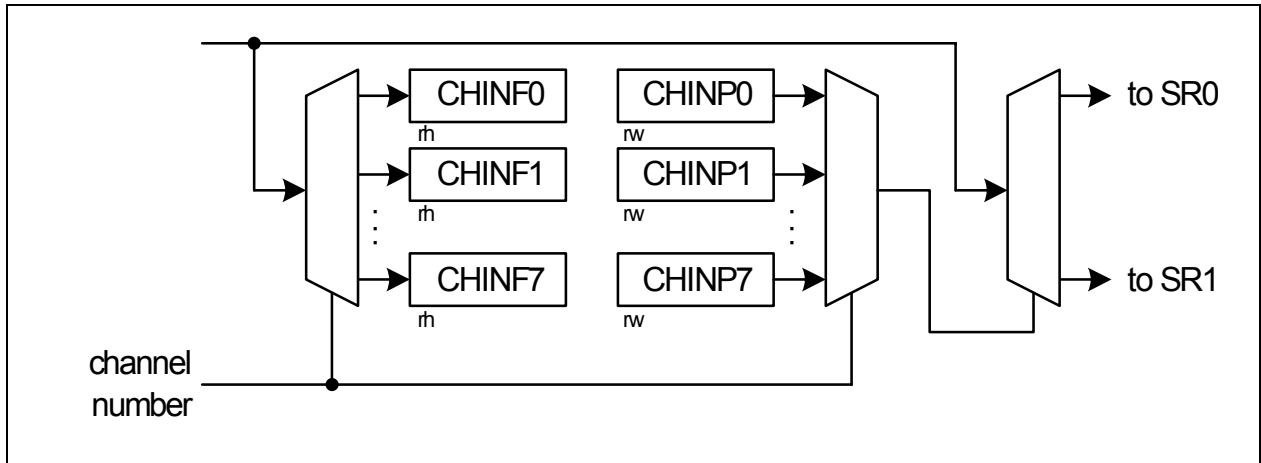 CHINF0 CHINP0 to SR0
rh rw
CHINF1 CHINP1
rh rw
CHINF7 CHINP7 to SR1
rh rw
channel
number